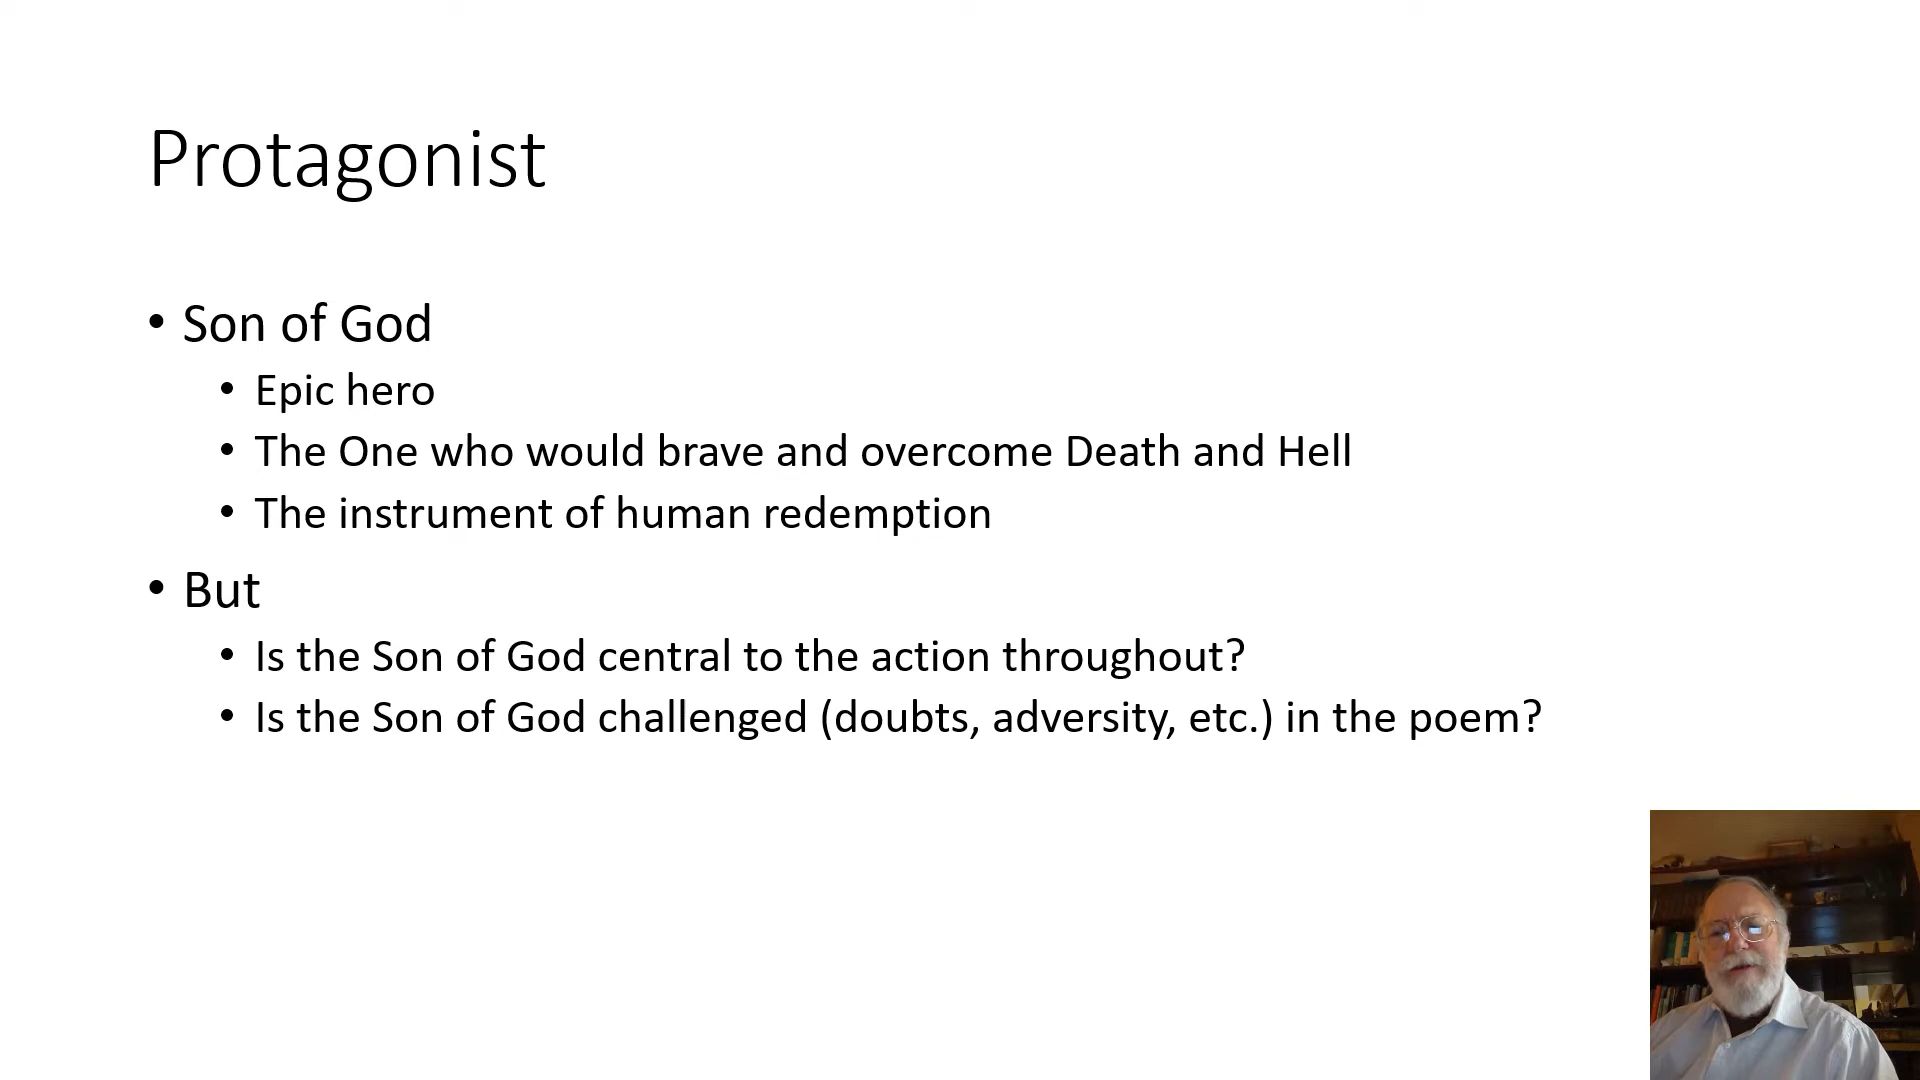 Protagonist
• Son of God
• Epic hero
• The One who would brave and overcome Death and Hell
• The instrument of human redemption
• But
• Is the Son of God central to the action throughout?
• Is the Son of God challenged (doubts, adversity, etc.) in the poem?